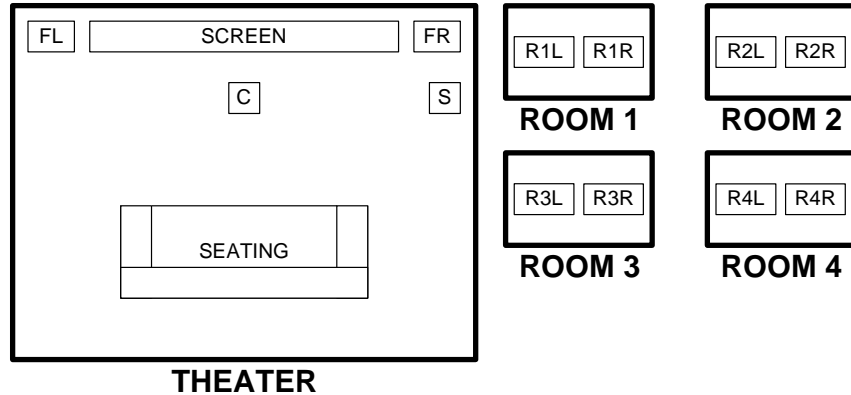 FL SCREEN FR
C S
SEATING
THEATER
R1L R1R
ROOM 1
R2L R2R
ROOM 2
R3L R3R
ROOM 3
R4L R4R
ROOM 4